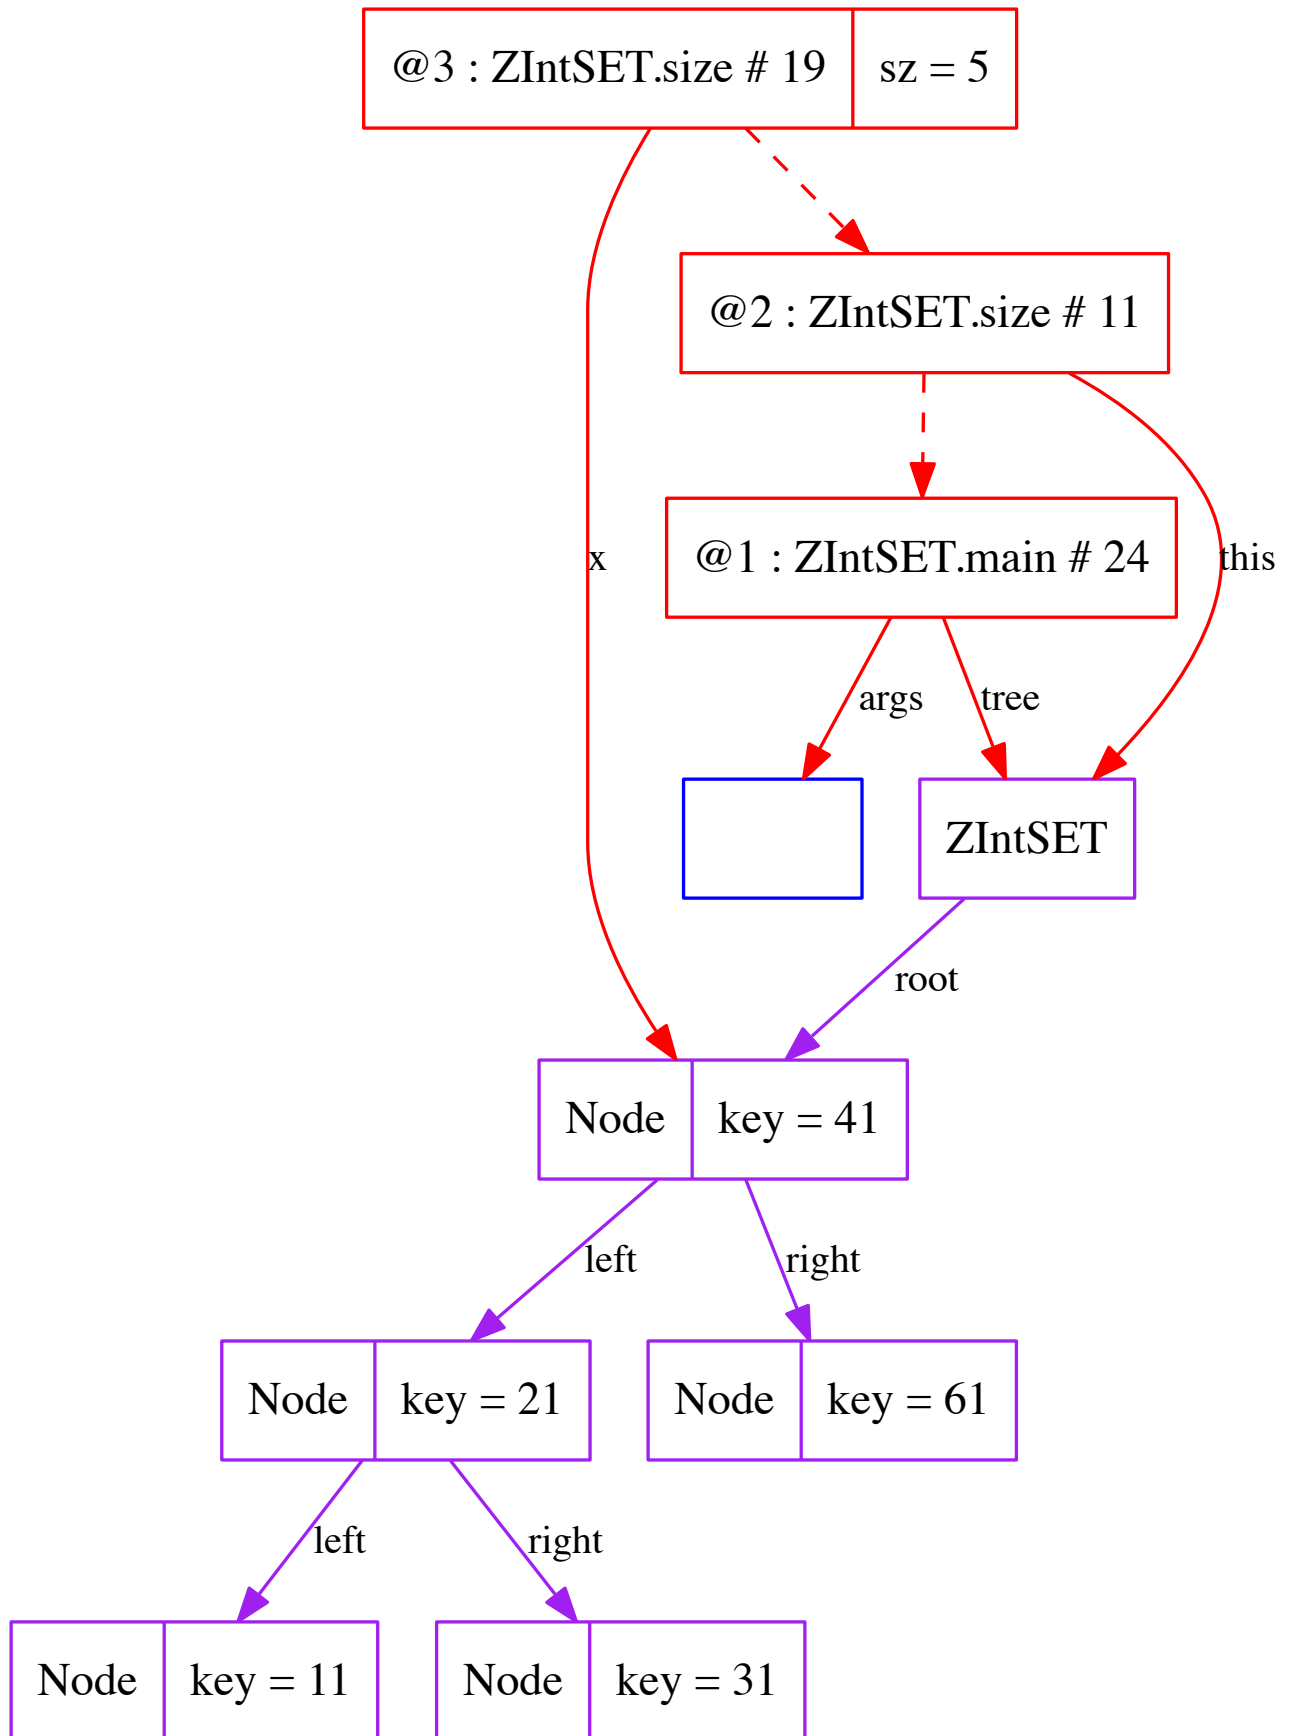 @3 : ZIntSET.size # 19 sz = 5
@2 : ZIntSET.size # 11
x
@1 : ZIntSET.main # 24
this
args
tree
ZIntSET
root
Node key = 41
left
right
Node key = 21
Node key = 61
left
right
Node key = 11
Node key = 31